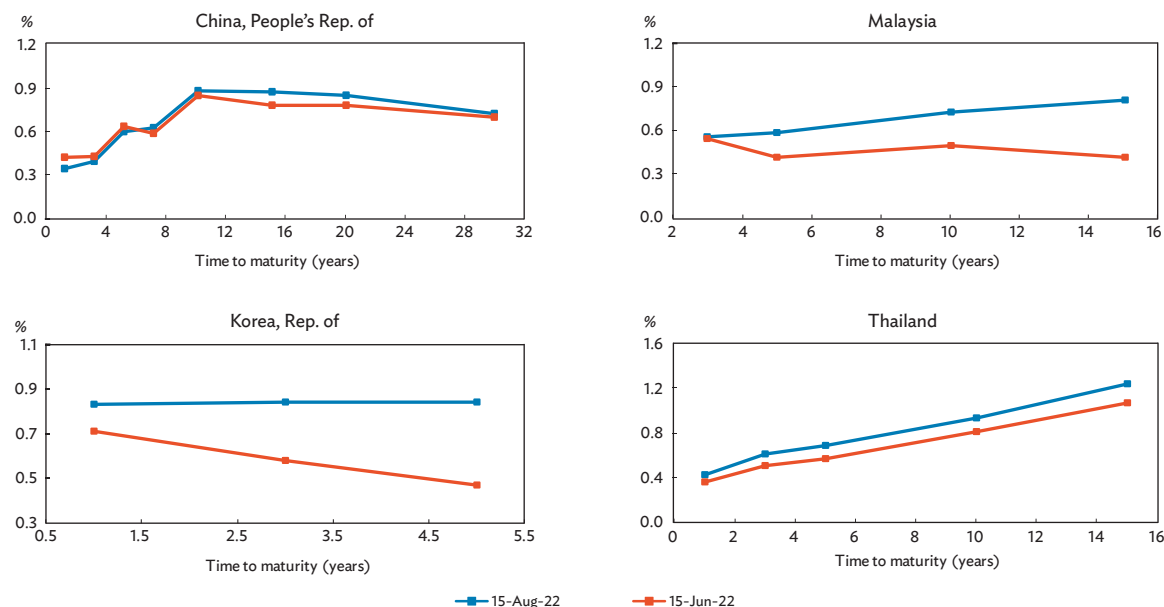 China, People's Rep. of
%
1.2
0.9
0.6
0.3
0.0
0 4 8 12 16 20 24 28 32
Time to maturity (years)
Malaysia
%
1.2
0.9
0.6
0.3
0.0
2 4 6 8 10 12 14 16
Time to maturity (years)
Korea, Rep. of
%
1.1
0.9
0.7
0.5
0.3
0.5 1.5 2.5 3.5 4.5 5.5
Time to maturity (years)
Thailand
%
1.6
1.2
0.8
0.4
0.0
0 2 4 6 8 10 12 14 16
Time to maturity (years)
15-Aug-22 15-Jun-22